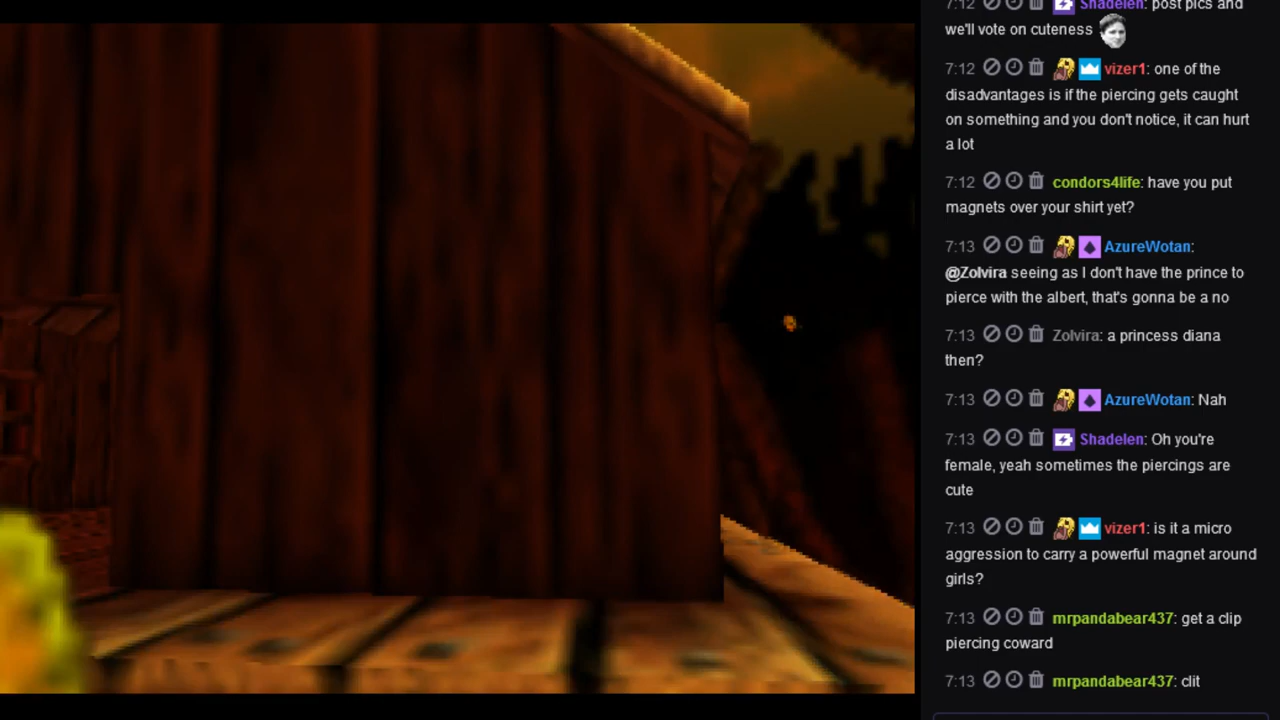 7:12 Shadelen: post pics and
we'll vote on cuteness
7:12 vizer1: one of the
disadvantages is if the piercing gets caught
on something and you don't notice, it can hurt
a lot
7:12 condors4life: have you put
magnets over your shirt yet?
7:13 AzureWotan:
@Zolvira seeing as I don't have the prince to
pierce with the albert, that's gonna be a no
7:13 Zolvira: a princess diana
then?
7:13 AzureWotan: Nah
7:13 Shadelen: Oh you're
female, yeah sometimes the piercings are
cute
7:13 vizer1: is it a micro
aggression to carry a powerful magnet around
girls?
7:13 mrpandabear437: get a clip
piercing coward
7:13 mrpandabear437: clit